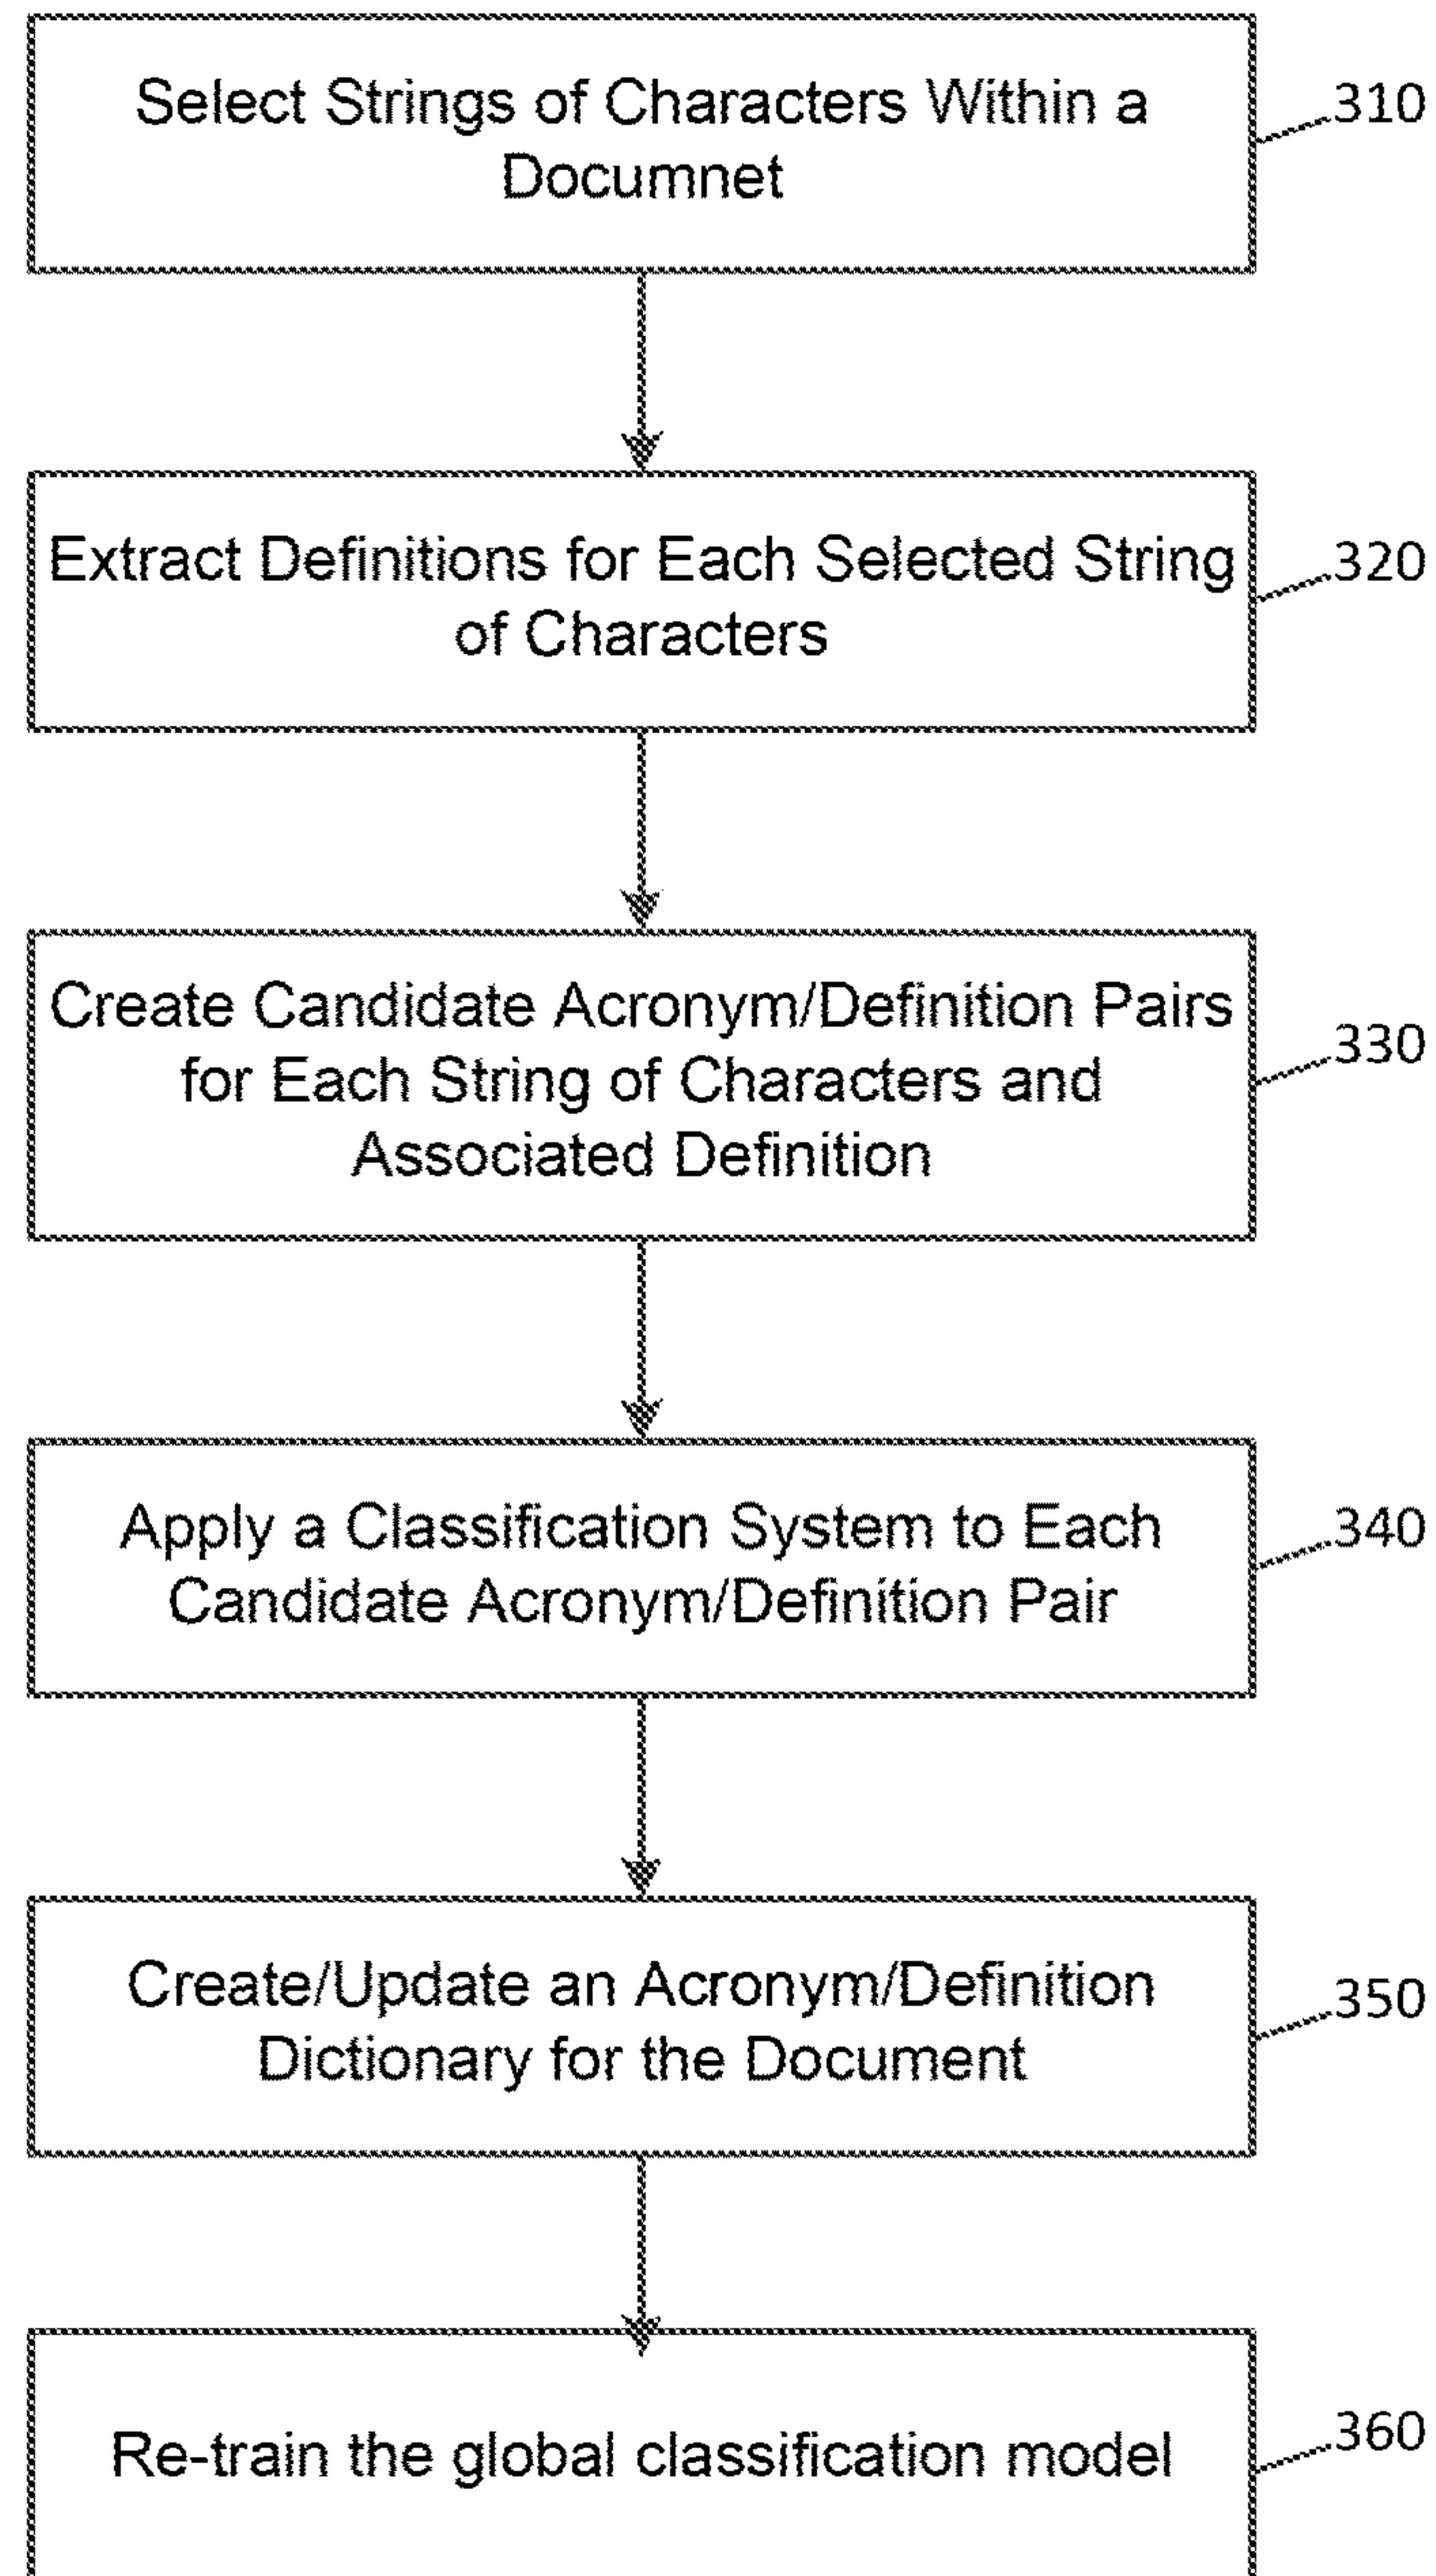 Select Strings of Characters Within a
Documnet
310
Extract Definitions for Each Selected String
of Characters
320
Create Candidate Acronym/Definition Pairs
for Each String of Characters and
Associated Definition
330
Apply a Classification System to Each
Candidate Acronym/Definition Pair
340
Create/Update an Acronym/Definition
Dictionary for the Document
350
Re-train the global classification model
360